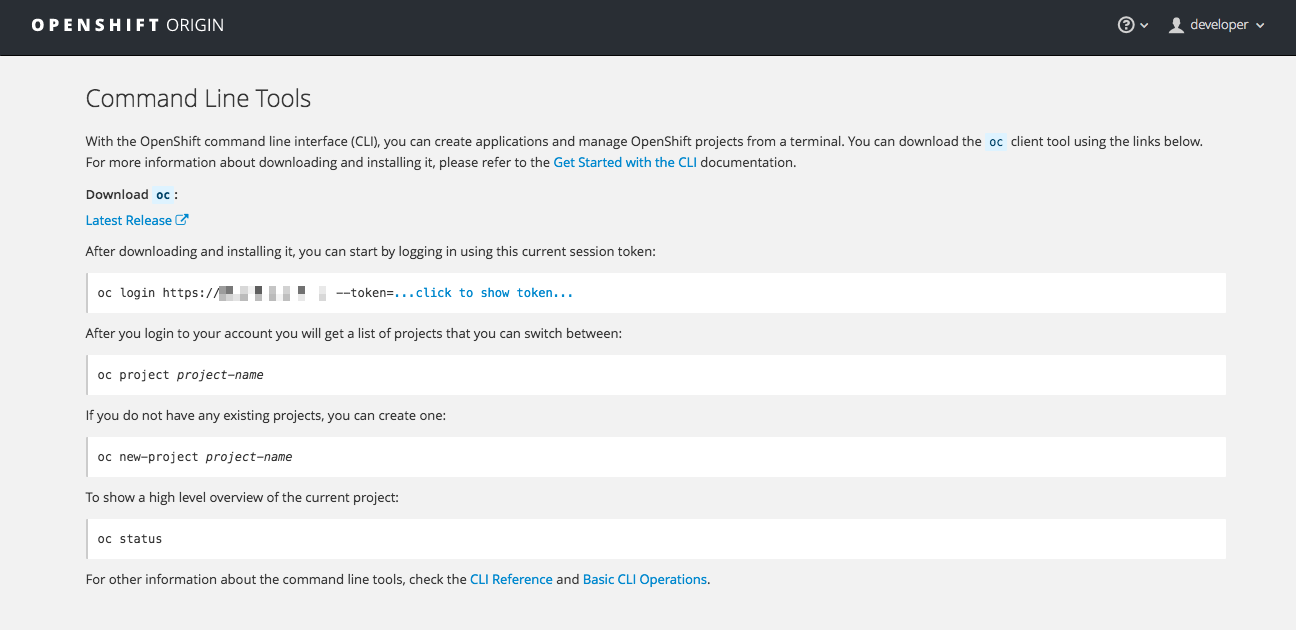 OPENSHIFT ORIGIN
developer
Command Line Tools
With the OpenShift command line interface (CLI), you can create applications and manage OpenShift projects from a terminal. You can download the oc client tool using the links below.
For more information about downloading and installing it, please refer to the Get Started with the CLI documentation.
Download oc :
Latest Release
After downloading and installing it, you can start by logging in using this current session token:
oc login https:// --token=...click to show token...
After you login to your account you will get a list of projects that you can switch between:
oc project project-name
If you do not have any existing projects, you can create one:
oc new-project project-name
To show a high level overview of the current project:
oc status
For other information about the command line tools, check the CLI Reference and Basic CLI Operations.